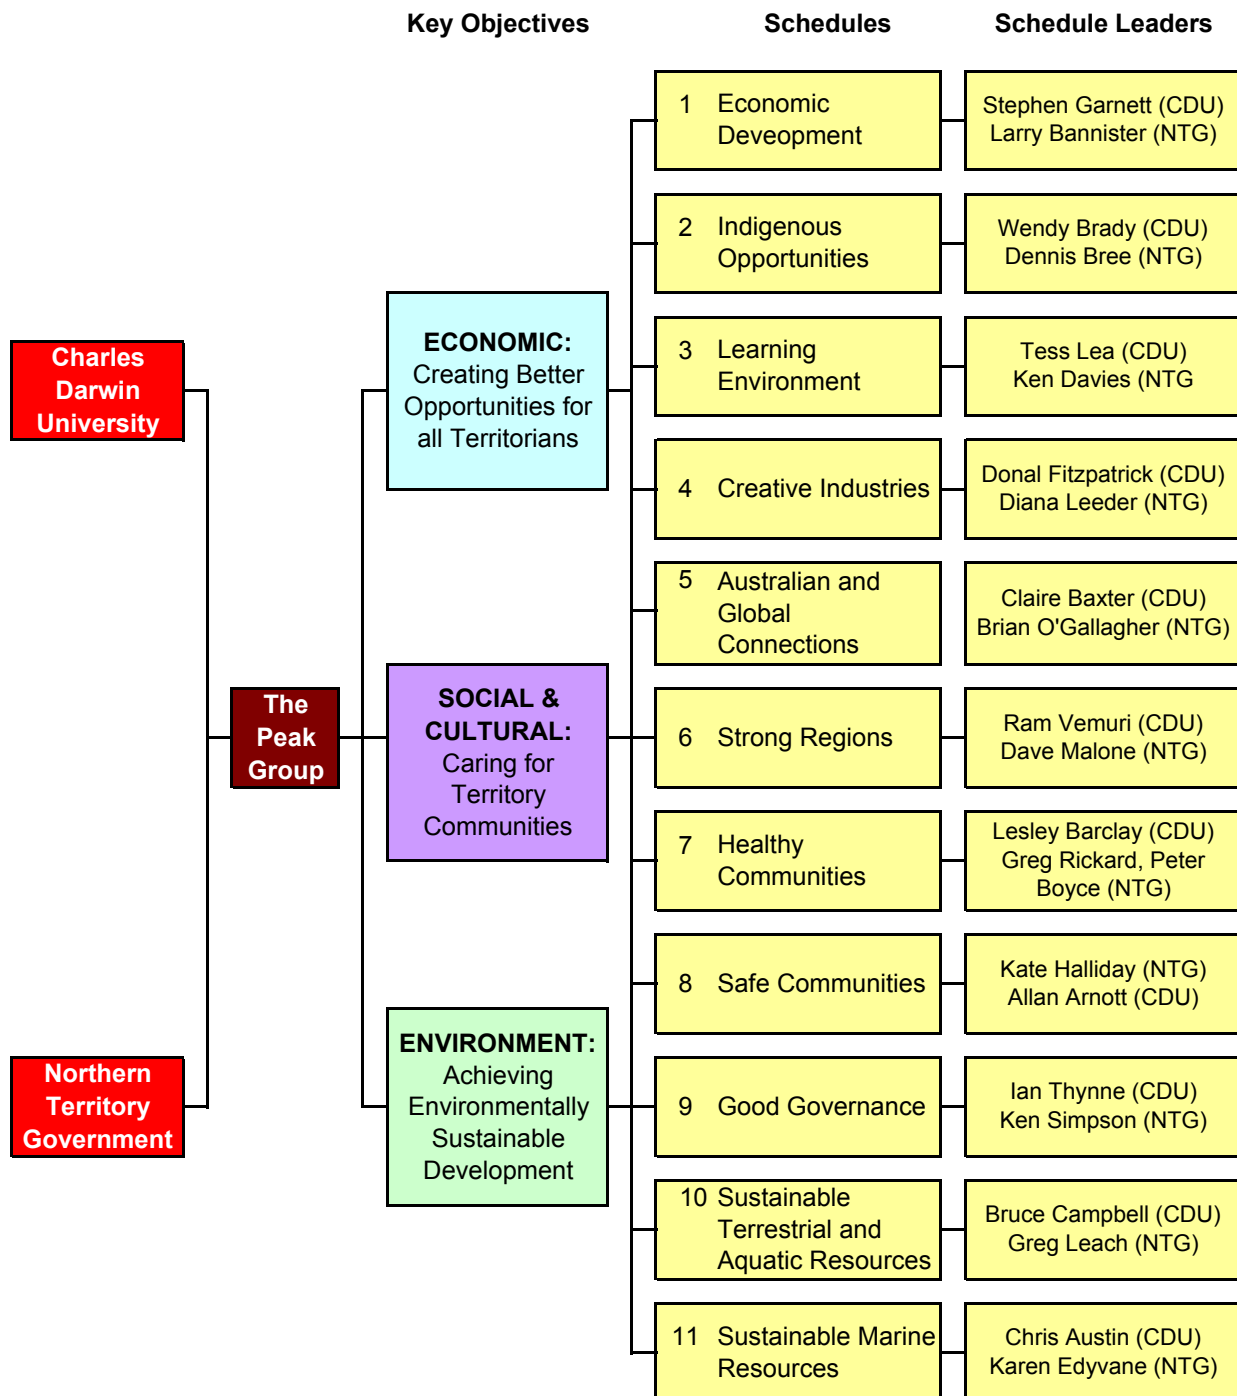 Key Objectives
Schedules
Schedule Leaders
Charles
Darwin
University
Northern
Territory
Government
The
Peak
Group
ECONOMIC:
Creating Better
Opportunities for
all Territorians
SOCIAL &
CULTURAL:
Caring for
Territory
Communities
ENVIRONMENT:
Achieving
Environmentally
Sustainable
Development
1 Economic
Deveopment
Stephen Garnett (CDU)
Larry Bannister (NTG)
2 Indigenous
Opportunities
Wendy Brady (CDU)
Dennis Bree (NTG)
3 Learning
Environment
Tess Lea (CDU)
Ken Davies (NTG
4 Creative Industries
Donal Fitzpatrick (CDU)
Diana Leeder (NTG)
5 Australian and
Global
Connections
Claire Baxter (CDU)
Brian O'Gallagher (NTG)
6 Strong Regions
Ram Vemuri (CDU)
Dave Malone (NTG)
7 Healthy
Communities
Lesley Barclay (CDU)
Greg Rickard, Peter
Boyce (NTG)
8 Safe Communities
Kate Halliday (NTG)
Allan Arnott (CDU)
9 Good Governance
Ian Thynne (CDU)
Ken Simpson (NTG)
10 Sustainable
Terrestrial and
Aquatic Resources
Bruce Campbell (CDU)
Greg Leach (NTG)
11 Sustainable Marine
Resources
Chris Austin (CDU)
Karen Edyvane (NTG)